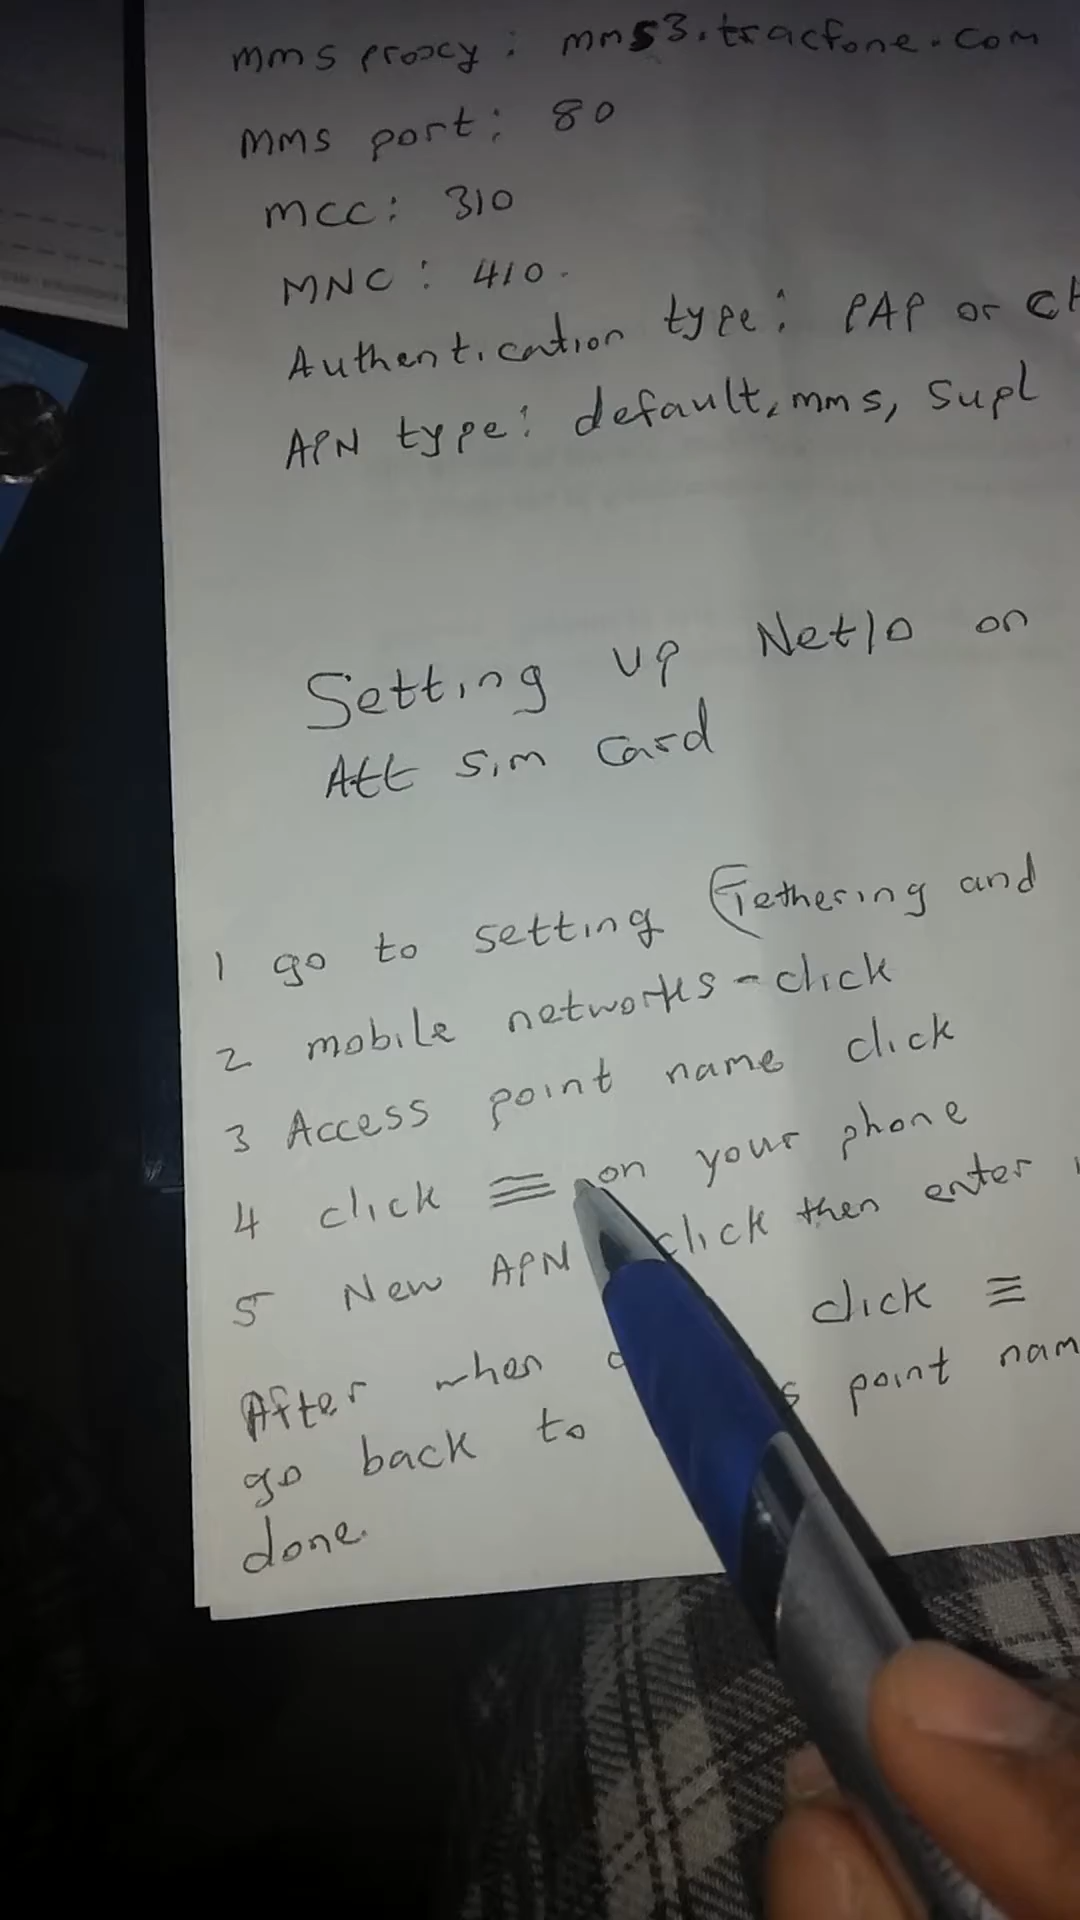 mms proxy: mms3.tracfone.com
mms port: 80
mcc: 310
MNC: 410.
Authentication type: PAP or
APN type: default, mms, supl
Setting up Net10 on
Att sim card
1 go to setting (Tethering and
2 mobile networks - click
3 Access point name click
4 click ≡ on your phone
5 New APN click then enter
After when click ≡
go back to point
done.